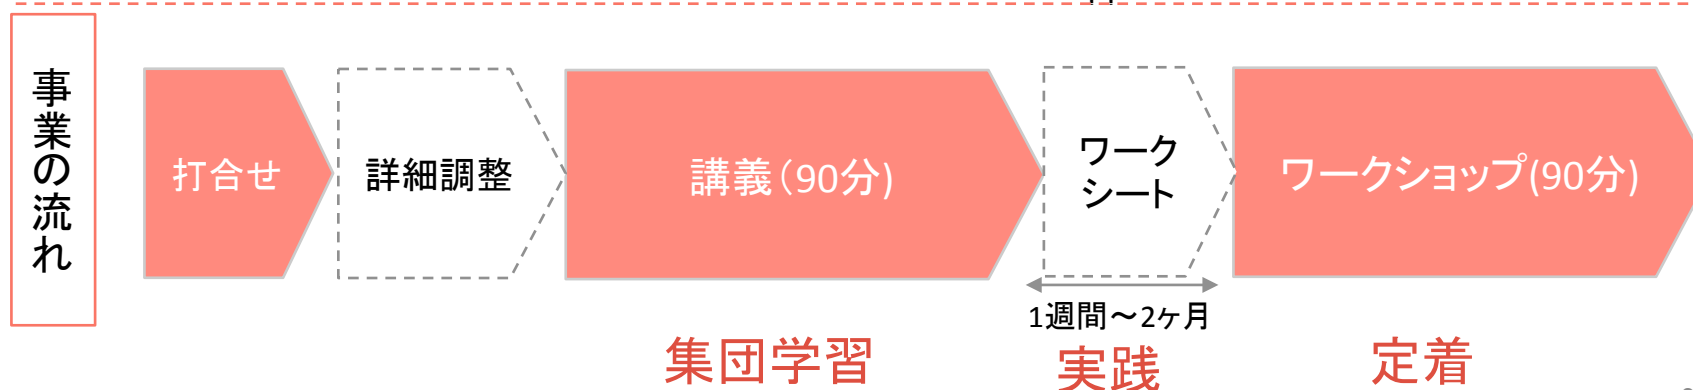 事業の流れ
打合せ
詳細調整
講義（90分)
ワーク
シート
ワークショップ(90分)
1週間～2ヶ月
集団学習
実践
定着